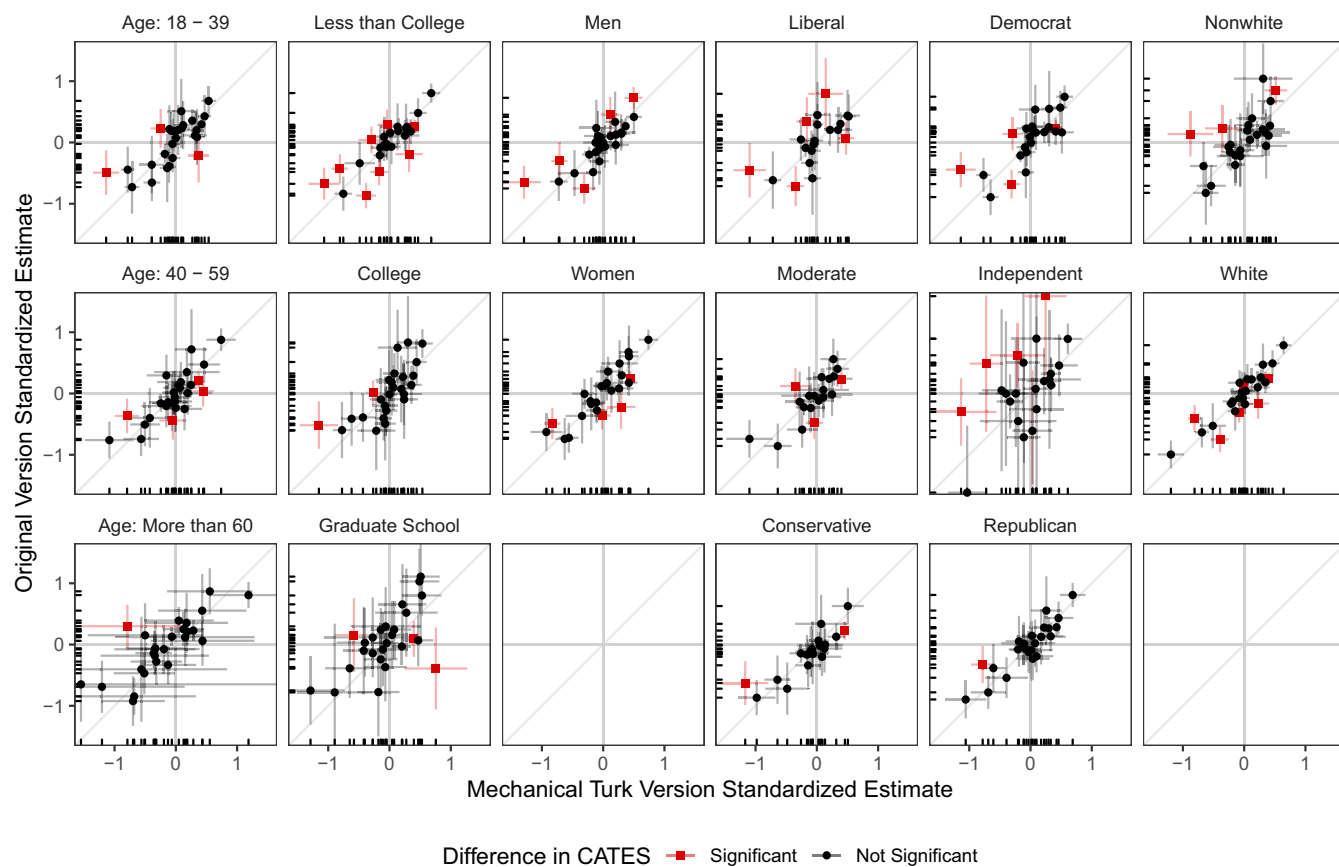 Age: 18 − 39 Less than College Men Liberal Democrat Nonwhite
1
0
−1
Age: 40 − 59 College Women Moderate Independent White
1
0
−1
Age: More than 60 Graduate School Conservative Republican
1
0
−1
−1 0 1 −1 0 1 −1 0 1 −1 0 1 −1 0 1 −1 0 1
Original Version Standardized Estimate
Mechanical Turk Version Standardized Estimate
Difference in CATES Significant Not Significant